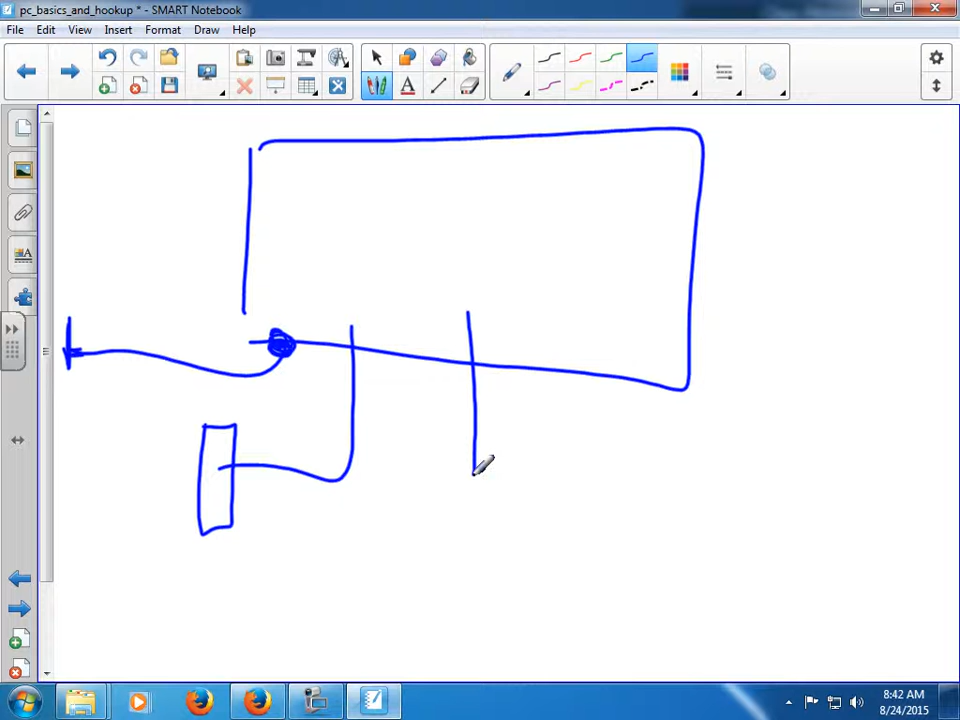 pc_basics_and_hookup * - SMART Notebook
File Edit View Insert Format Draw Help
A
8:42 AM
8/24/2015